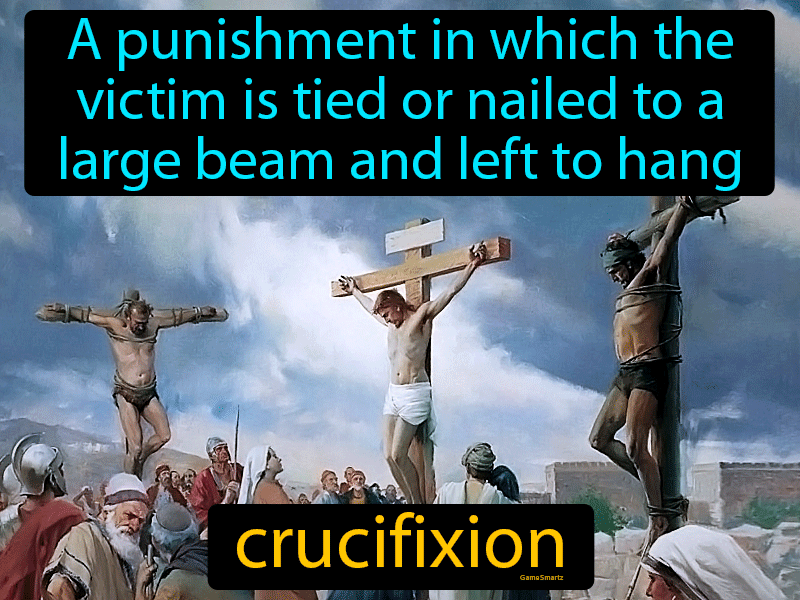 A punishment in which the
victim is tied or nailed to a
large beam and left to hang
crucifixion
GameSmartz